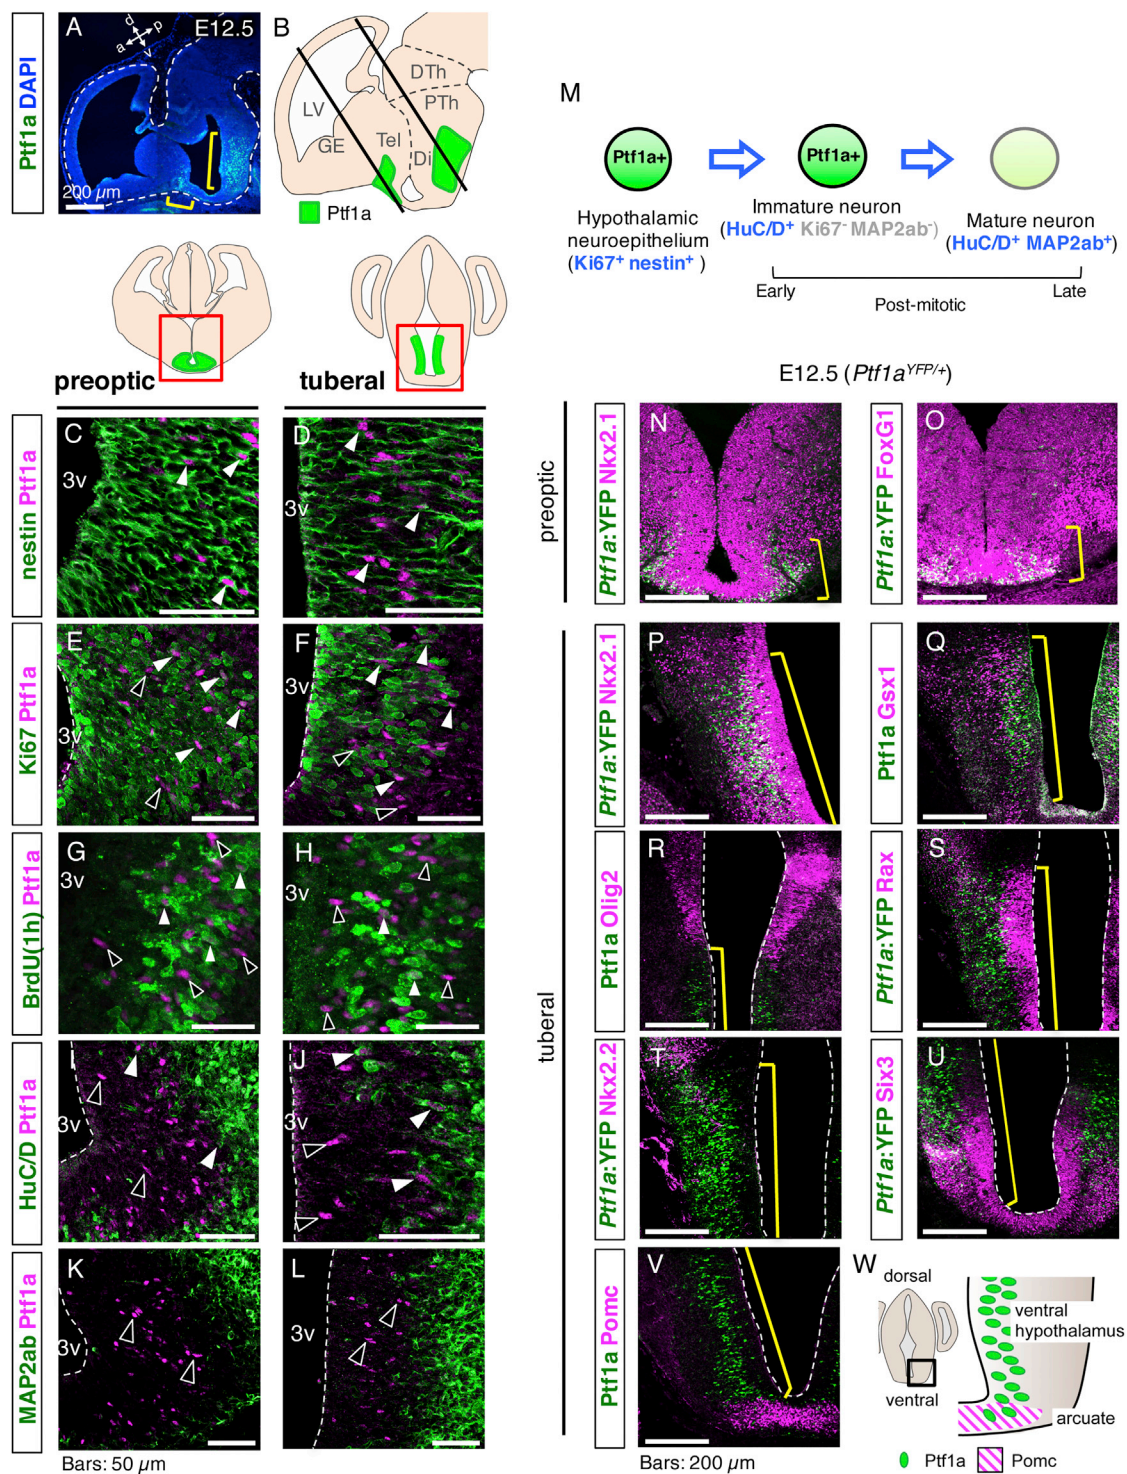 Ptf1a DAPI
A
d
a
p
v
E12.5
200 µm
B
LV
GE
Tel
DTh
PTh
Di
Ptf1a
preoptic
tuberal
nestin Ptf1a
C
3v
D
3v
Ki67 Ptf1a
E
3v
F
3v
BrdU(1h) Ptf1a
G
3v
H
3v
HuC/D Ptf1a
I
3v
J
3v
MAP2ab Ptf1a
K
3v
L
3v
Bars: 50 µm
M
Ptf1a+
Ptf1a+
Hypothalamic
neuroepithelium
(Ki67⁺ nestin⁺ )
Immature neuron
(HuC/D⁺ Ki67⁻ MAP2ab⁻)
Mature neuron
(HuC/D⁺ MAP2ab⁺)
Early
Post-mitotic
Late
E12.5 (Ptf1a^YFP/+)
preoptic
Ptf1a:YFP Nkx2.1
N
Ptf1a:YFP FoxG1
O
tuberal
Ptf1a:YFP Nkx2.1
P
Ptf1a Gsx1
Q
Ptf1a Olig2
R
Ptf1a:YFP Rax
S
Ptf1a:YFP Nkx2.2
T
Ptf1a:YFP Six3
U
Ptf1a Pomc
V
W
dorsal
ventral
ventral
hypothalamus
arcuate
Ptf1a
Pomc
Bars: 200 µm